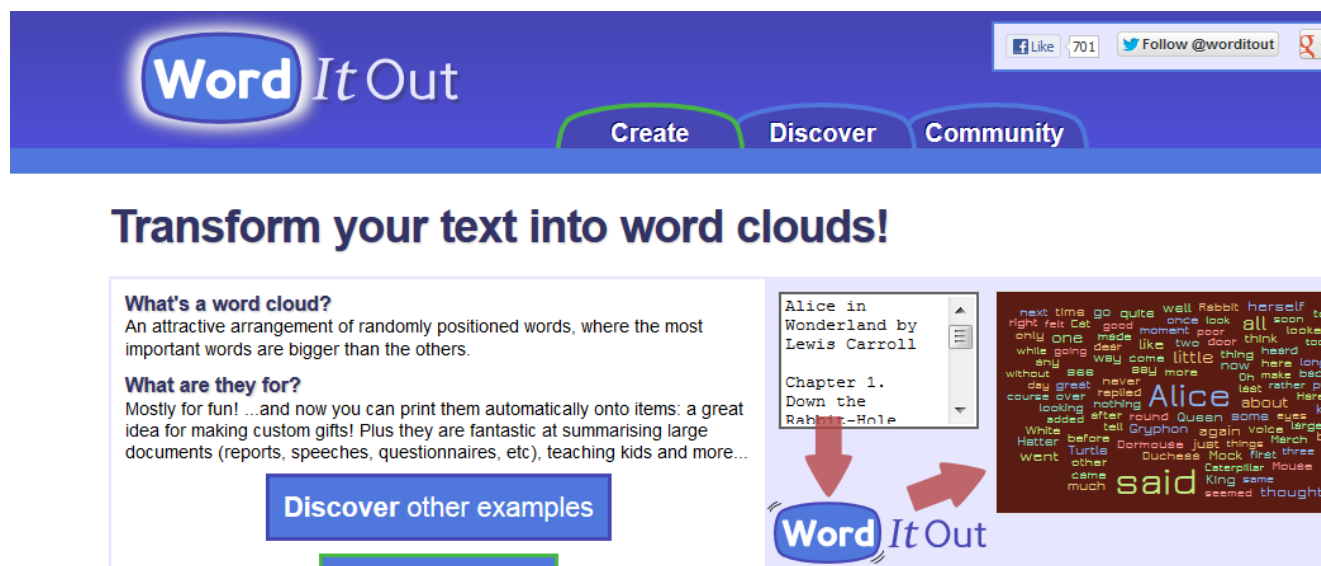 Word It Out
Like 701 Follow @worditout
Create Discover Community
Transform your text into word clouds!
What's a word cloud?
An attractive arrangement of randomly positioned words, where the most
important words are bigger than the others.
What are they for?
Mostly for fun! ...and now you can print them automatically onto items: a great
idea for making custom gifts! Plus they are fantastic at summarising large
documents (reports, speeches, questionnaires, etc), teaching kids and more...
Discover other examples
Alice in
Wonderland by
Lewis Carroll
Chapter 1.
Down the
Rabbit-Hole
Word It Out
next time go quite well Rabbit herself
right felt Cat good moment poor once look all soon
only one made like two door think
while going dear thing heard
any way come little now here
without see say more Oh make
day great never last rather
course over replied Alice about
looking nothing
added after round Queen some eyes
White tell Gryphon again voice large
Hatter before Dormouse just things March
went Turtle Duchess Mock first three
other Caterpillar Mouse
came said King same
much seemed thought